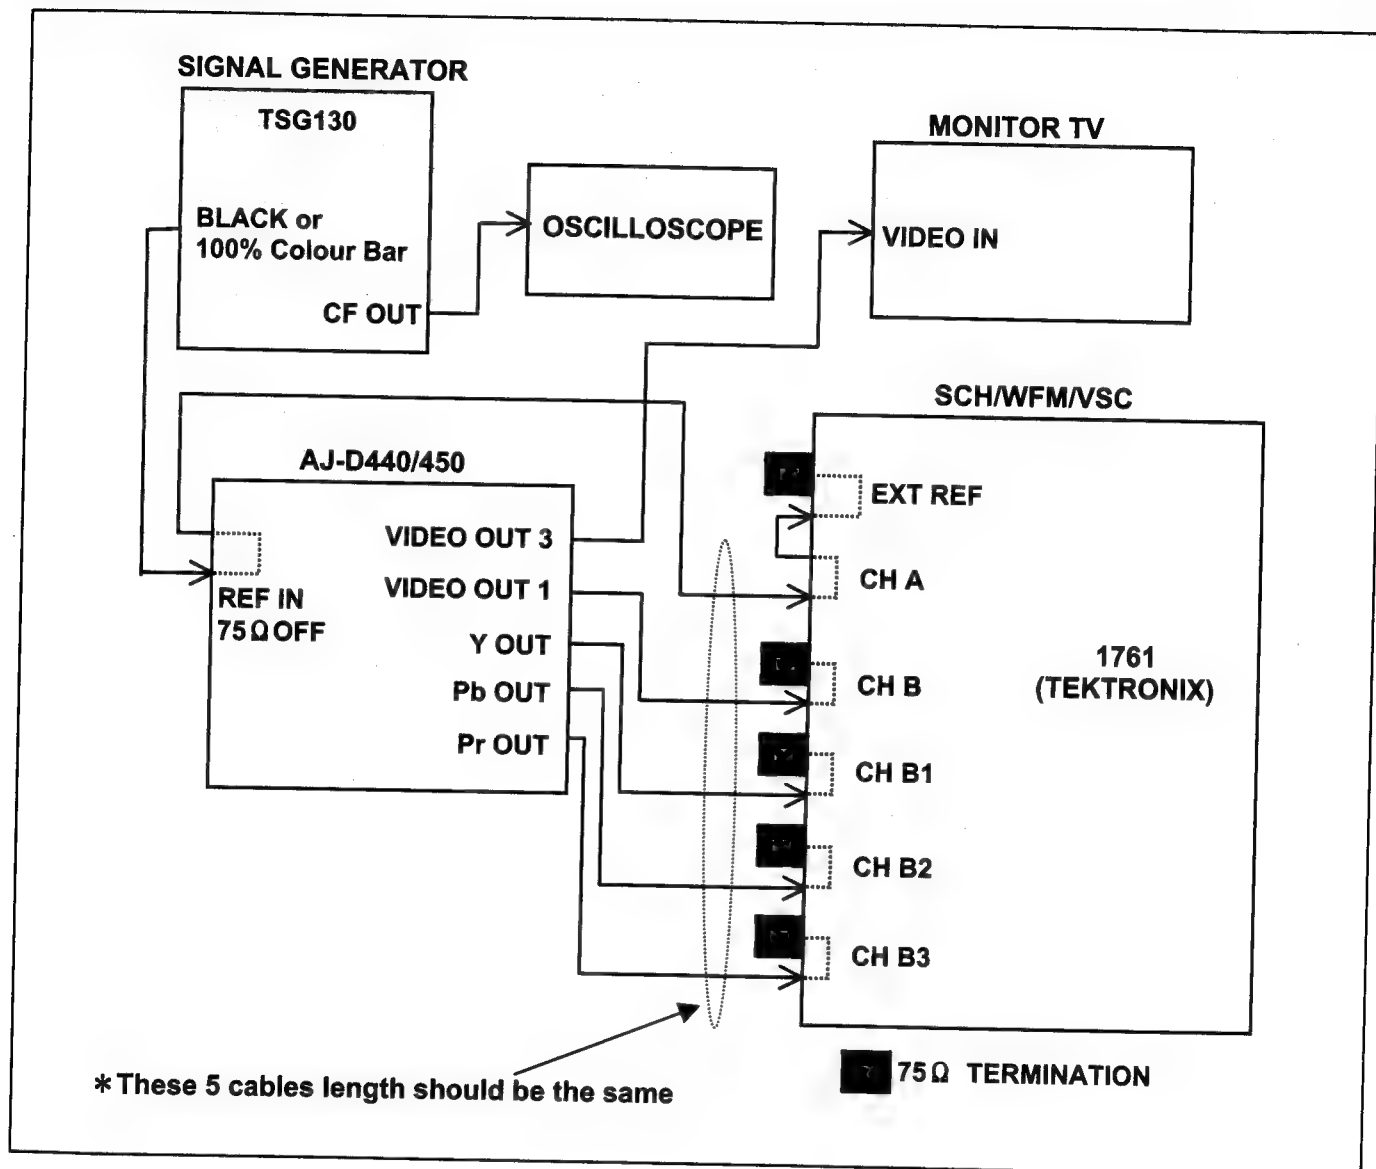 SIGNAL GENERATOR
TSG130
BLACK or
100% Colour Bar
CF OUT
OSCILLOSCOPE
MONITOR TV
VIDEO IN
AJ-D440/450
VIDEO OUT 3
VIDEO OUT 1
Y OUT
Pb OUT
Pr OUT
REF IN
75Ω OFF
SCH/WFM/VSC
EXT REF
CH A
CH B
CH B1
CH B2
CH B3
1761
(TEKTRONIX)
*These 5 cables length should be the same
75Ω TERMINATION